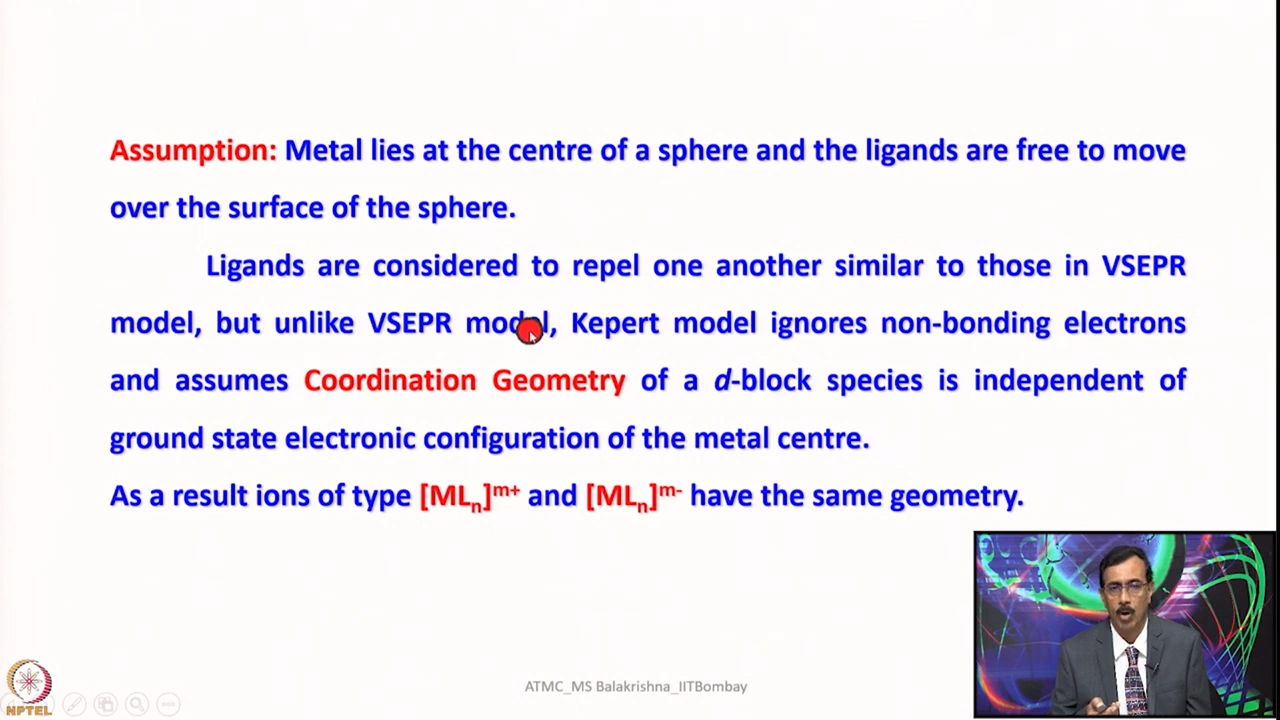 Assumption: Metal lies at the centre of a sphere and the ligands are free to move
over the surface of the sphere.
Ligands are considered to repel one another similar to those in VSEPR
model, but unlike VSEPR model, Kepert model ignores non-bonding electrons
and assumes Coordination Geometry of a d-block species is independent of
ground state electronic configuration of the metal centre.
As a result ions of type [MLn]m+ and [MLn]m- have the same geometry.
ATMC_MS Balakrishna_IITBombay
NPTEL